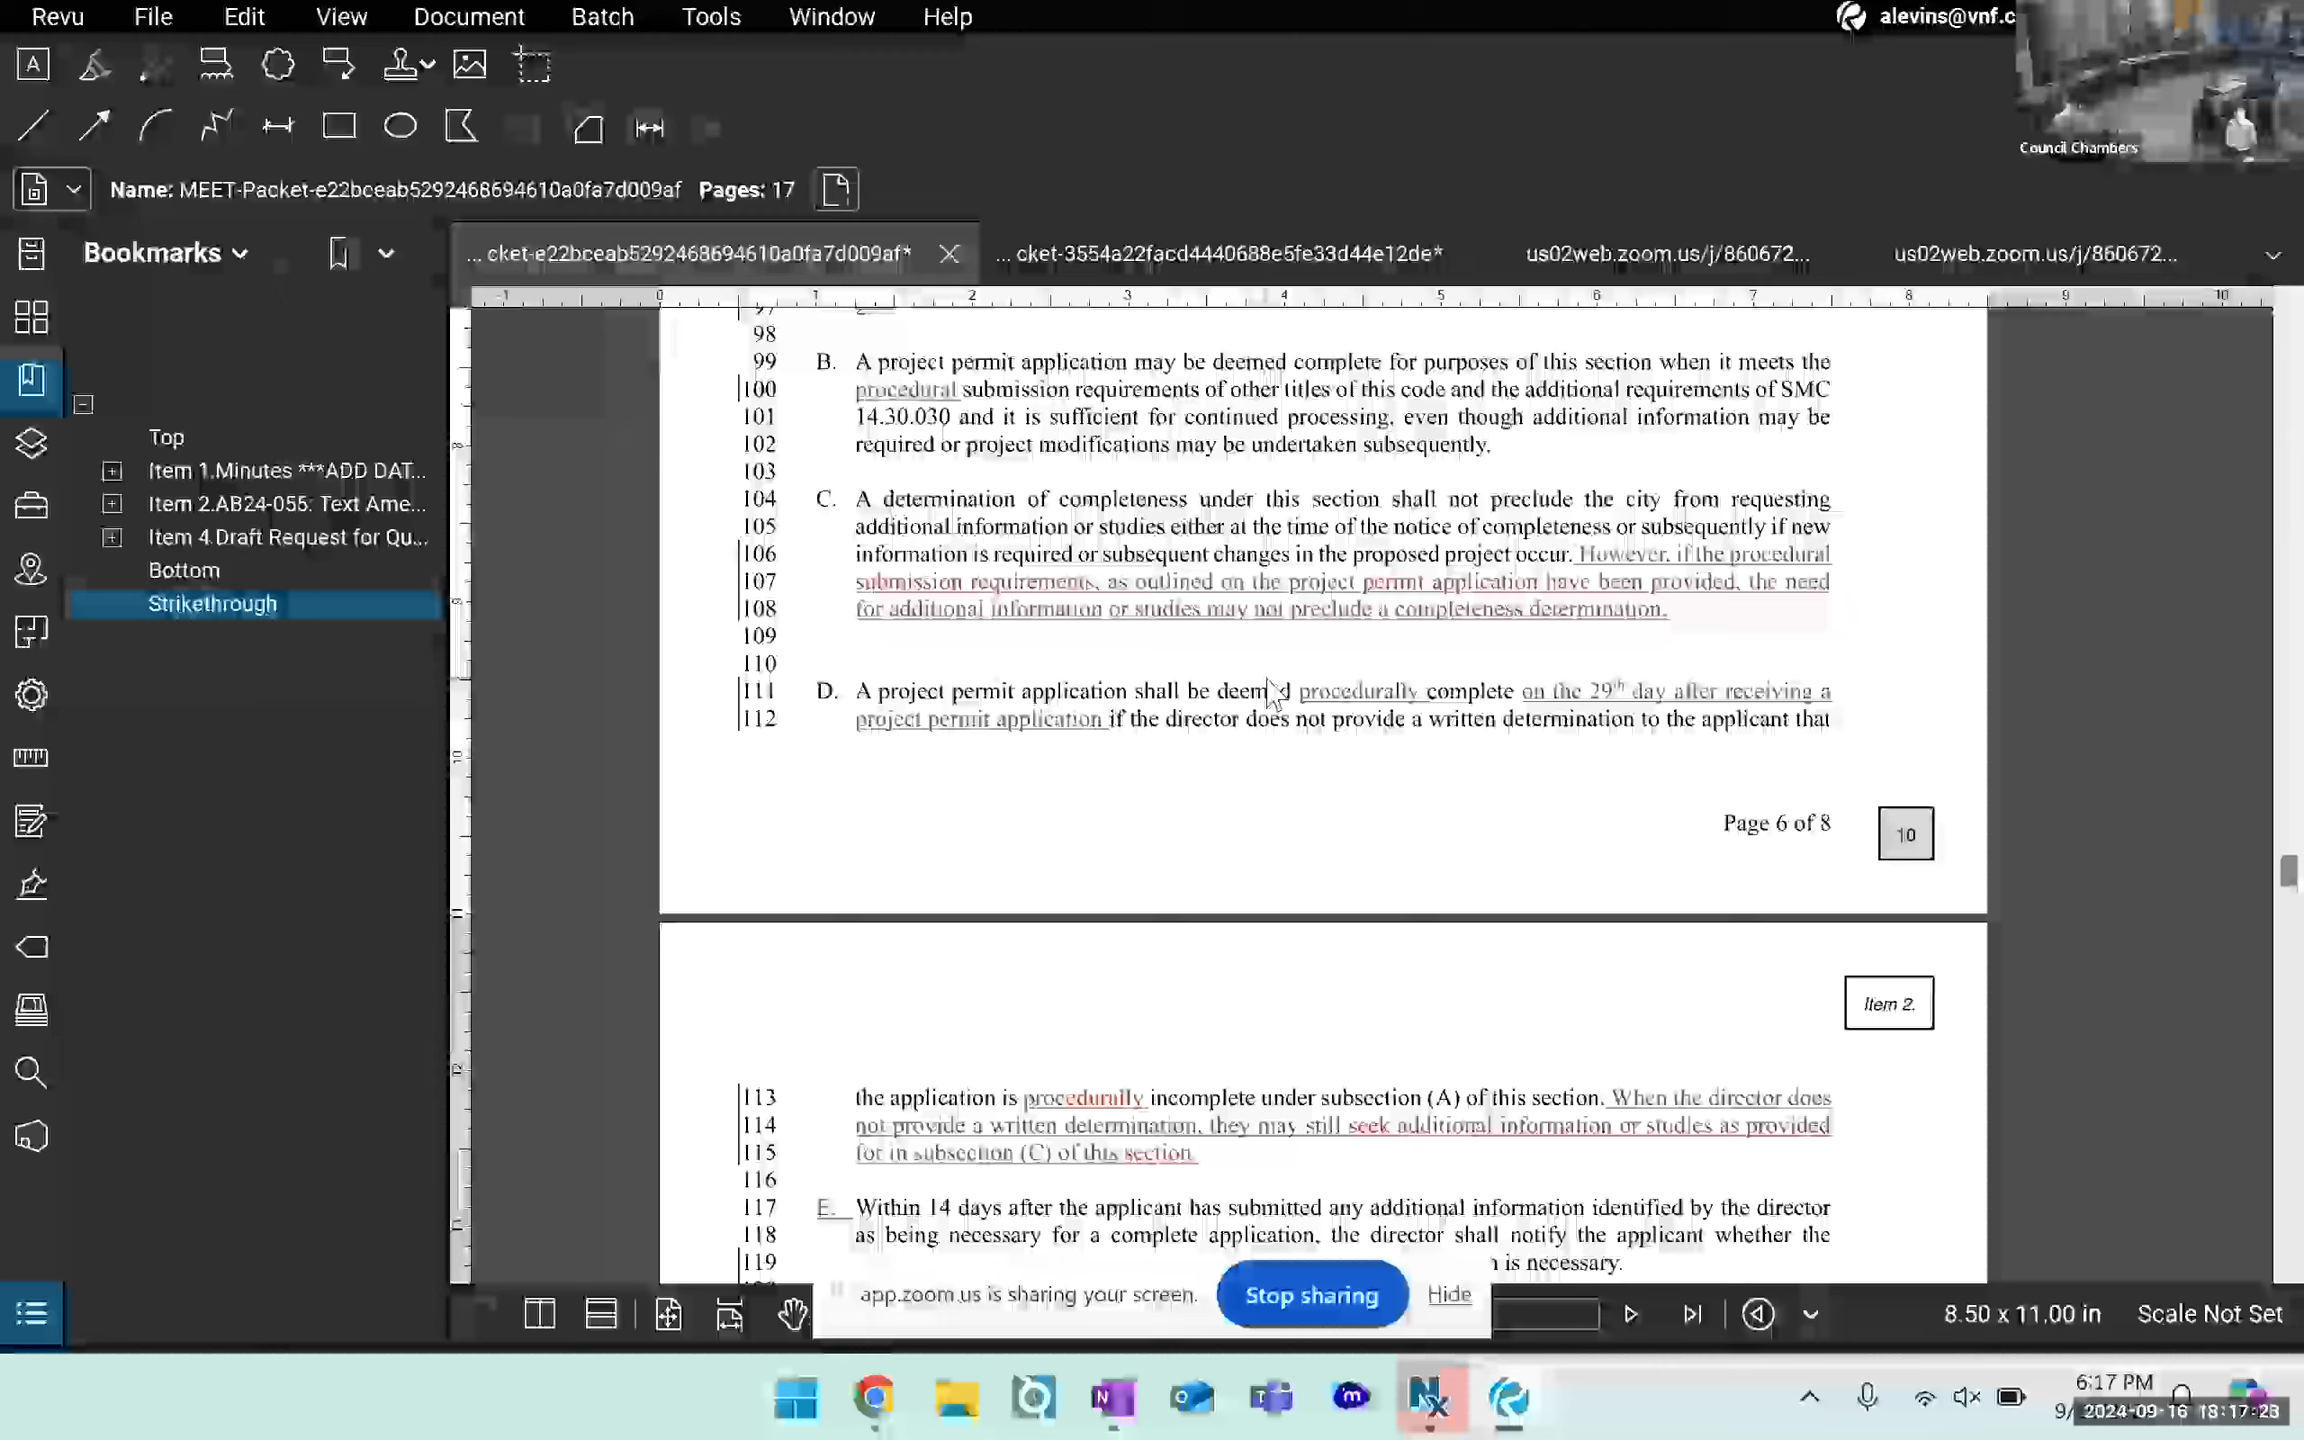 Revu File Edit View Document Batch Tools Window Help
alevins@vnf.c
Council Chambers
Name: MEET-Packet-e22bceab5292468694610a0fa7d009af Pages: 17
Bookmarks
... cket-e22bceab5292468694610a0fa7d009af* ... cket-3554a22facd4440688e5fe33d44e12de* us02web.zoom.us/j/860672... us02web.zoom.us/j/860672...
-1 0 1 2 3 4 5 6 7 8 9 10
Top
Item 1.Minutes ***ADD DAT...
Item 2.AB24-055: Text Ame...
Item 4.Draft Request for Qu...
Bottom
Strikethrough
97
98
99 B. A project permit application may be deemed complete for purposes of this section when it meets the
100 procedural submission requirements of other titles of this code and the additional requirements of SMC
101 14.30.030 and it is sufficient for continued processing, even though additional information may be
102 required or project modifications may be undertaken subsequently.
103
104 C. A determination of completeness under this section shall not preclude the city from requesting
105 additional information or studies either at the time of the notice of completeness or subsequently if new
106 information is required or subsequent changes in the proposed project occur. However, if the procedural
107 submission requirements, as outlined on the project permit application have been provided, the need
108 for additional information or studies may not preclude a completeness determination.
109
110
111 D. A project permit application shall be deemed procedurally complete on the 29th day after receiving a
112 project permit application if the director does not provide a written determination to the applicant that
Page 6 of 8
10
Item 2.
113 the application is procedurally incomplete under subsection (A) of this section. When the director does
114 not provide a written determination, they may still seek additional information or studies as provided
115 for in subsection (C) of this section.
116
117 E. Within 14 days after the applicant has submitted any additional information identified by the director
118 as being necessary for a complete application, the director shall notify the applicant whether the
119 is necessary.
app.zoom.us is sharing your screen. Stop sharing Hide
8.50 x 11.00 in Scale Not Set
6:17 PM
9/
2024-09-16 18:17:23